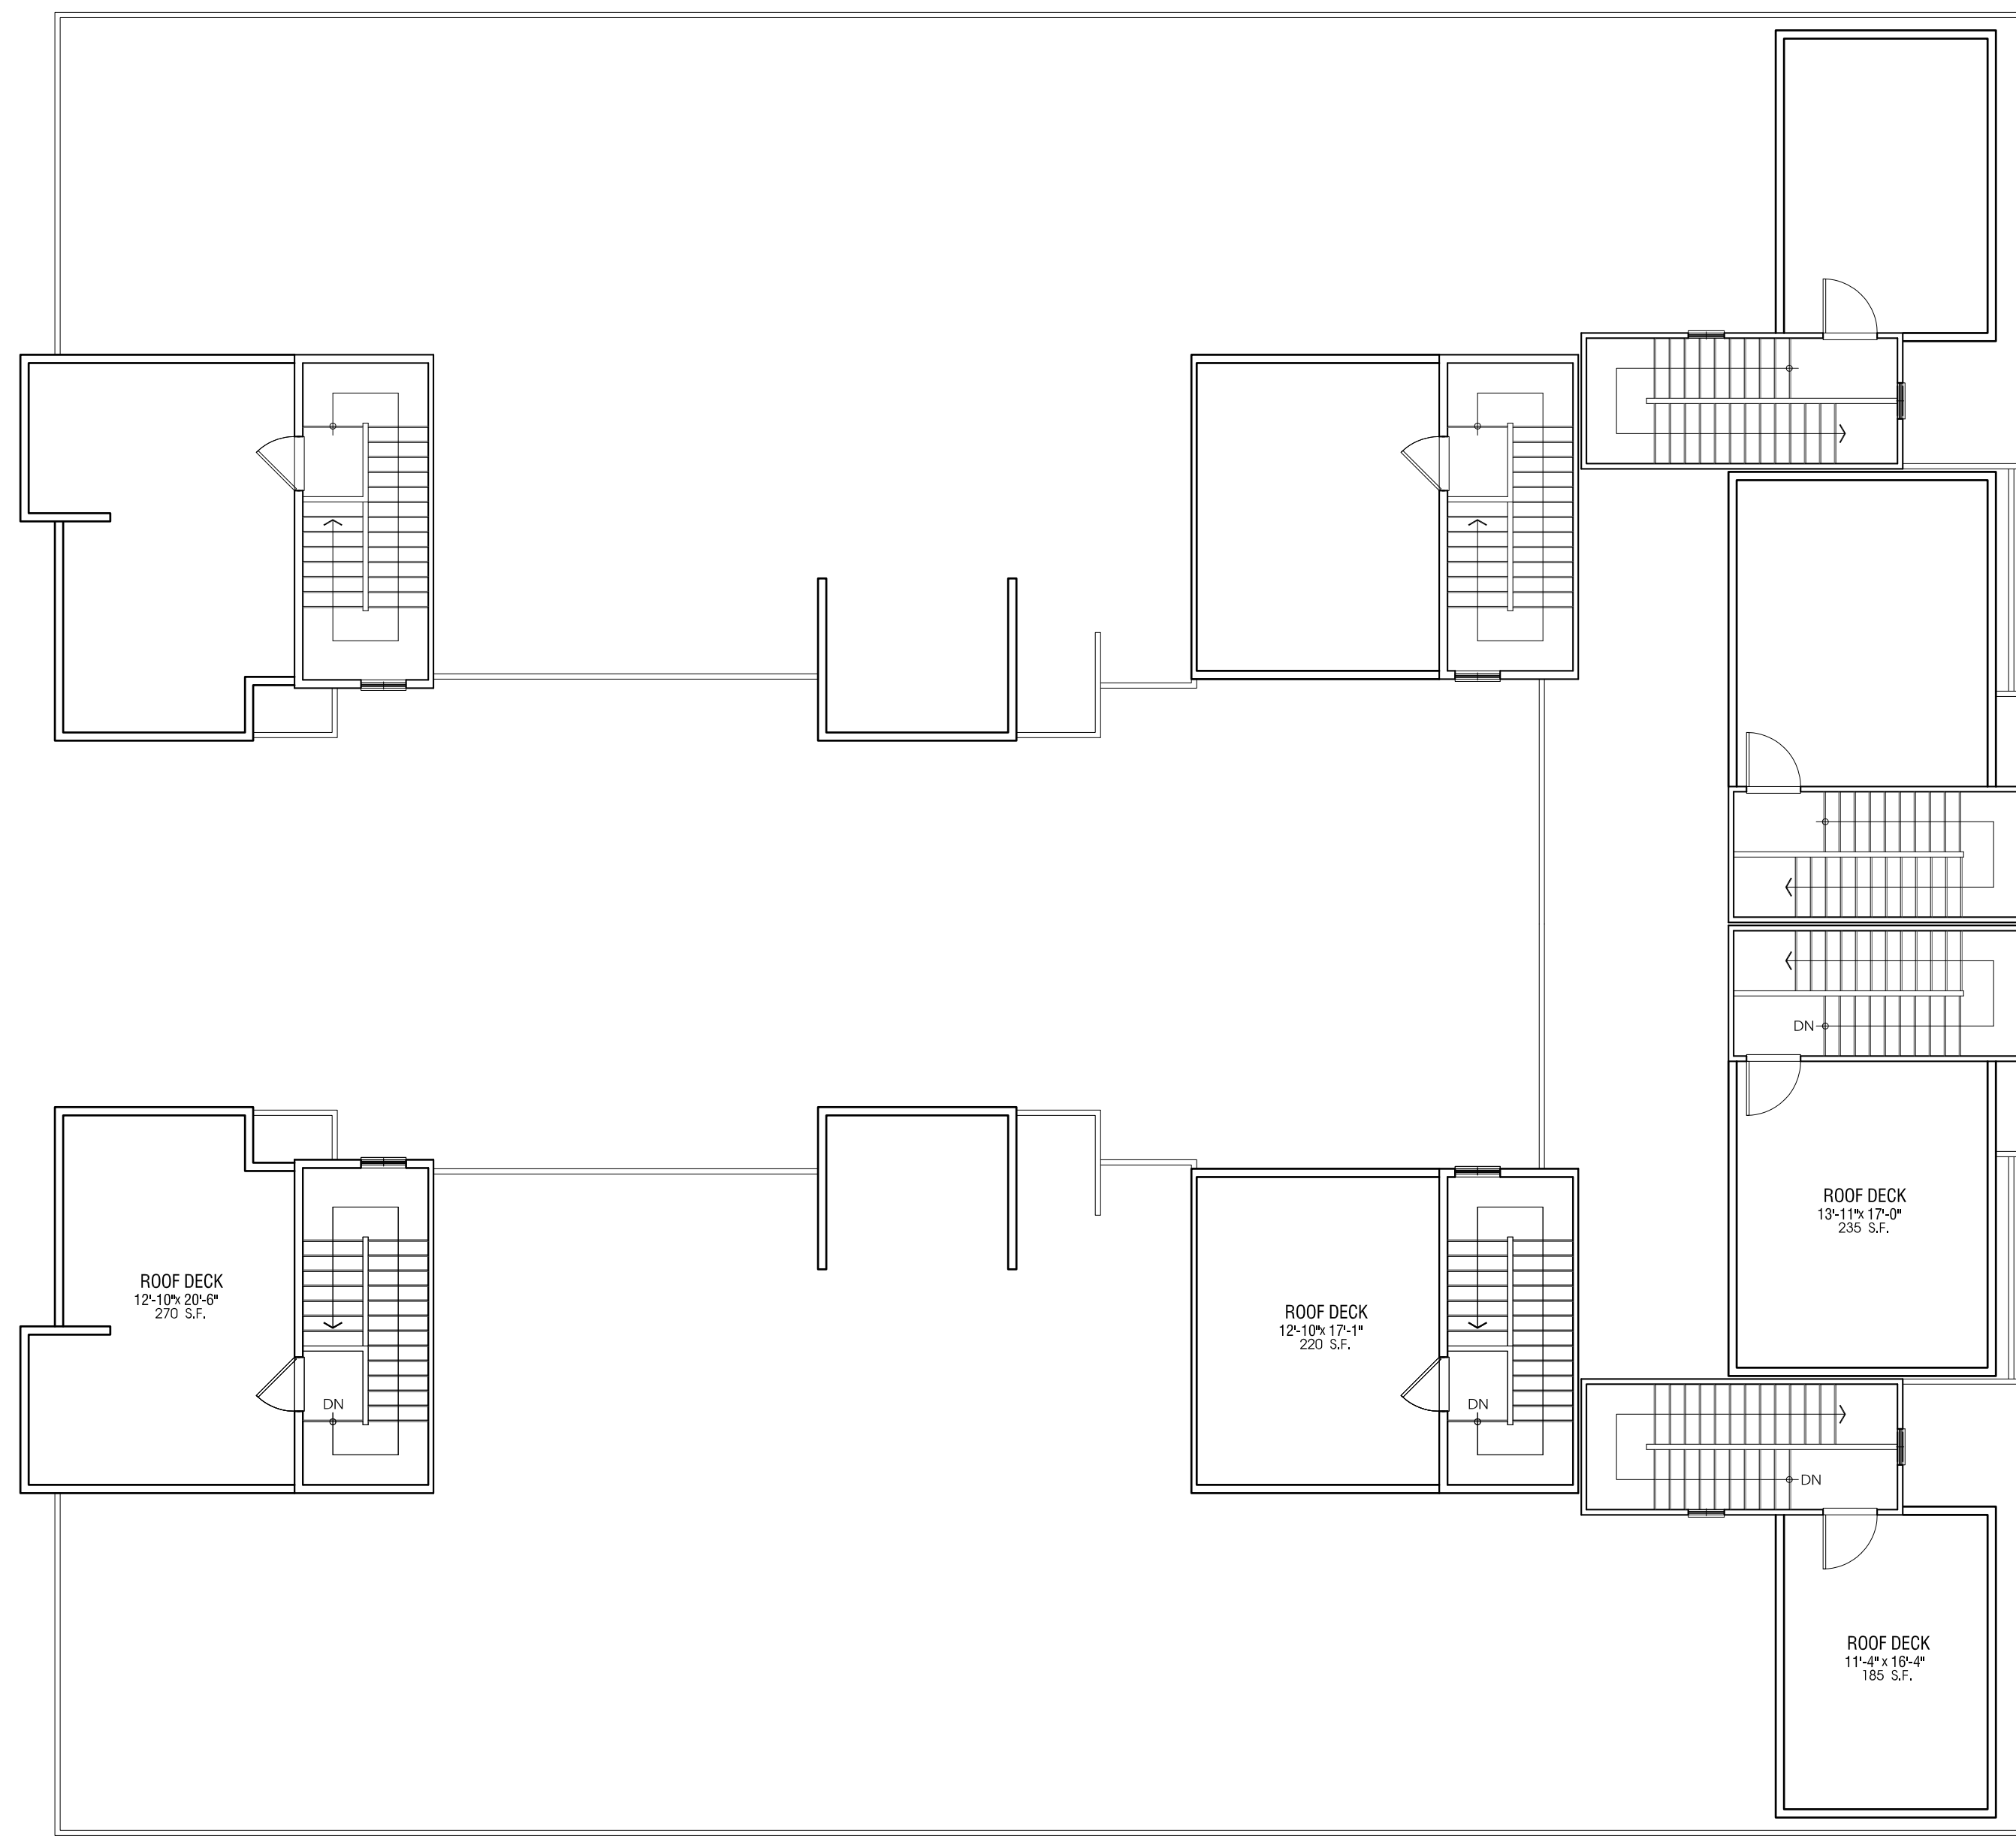 DN
ROOF DECK
13'-11"x 17'-0"
235 S.F.
ROOF DECK
12'-10"x 20'-6"
270 S.F.
ROOF DECK
12'-10"x 17'-1"
220 S.F.
DN
DN
DN
ROOF DECK
11'-4" x 16'-4"
185 S.F.